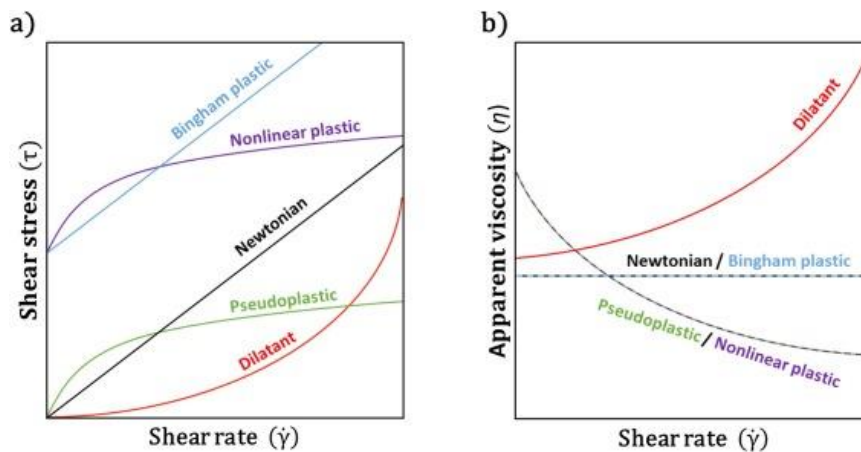 a)
Shear stress (τ)
Bingham plastic
Nonlinear plastic
Newtonian
Pseudoplastic
Dilatant
Shear rate (γ̇)
b)
Apparent viscosity (η)
Dilatant
Newtonian / Bingham plastic
Pseudoplastic / Nonlinear plastic
Shear rate (γ̇)